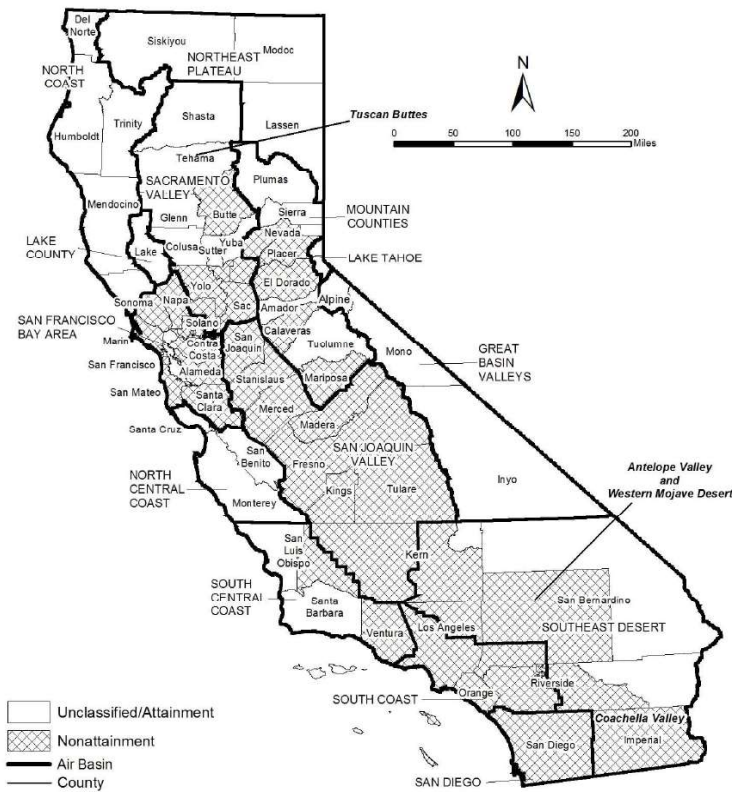 Del
Norte
Siskiyou
Modoc
NORTHEAST
PLATEAU
NORTH
COAST
N
Shasta
Trinity
Tuscan Buttes
Humboldt
Lassen
0 50 100 150 200
Miles
Tehama
Plumas
SACRAMENTO
VALLEY
Mendocino
Butte
Sierra
MOUNTAIN
COUNTIES
Glenn
Nevada
LAKE
COUNTY
Lake
Colusa
Sutter
Yuba
Placer
LAKE TAHOE
Yolo
El Dorado
Sonoma
Napa
Sac
Alpine
Amador
SAN FRANCISCO
BAY AREA
Solano
Calaveras
Marin
Contra
Costa
San
Joaquin
Tuolumne
Mono
GREAT
BASIN
VALLEYS
San Francisco
Alameda
Stanislaus
Mariposa
San Mateo
Santa
Clara
Merced
Madera
Santa Cruz
San
Benito
SAN JOAQUIN
VALLEY
Fresno
Inyo
Antelope Valley
and
Western Mojave Desert
NORTH
CENTRAL
COAST
Monterey
Kings
Tulare
San
Luis
Obispo
Kern
SOUTH
CENTRAL
COAST
Santa
Barbara
San Bernardino
SOUTHEAST DESERT
Ventura
Los Angeles
Riverside
Orange
SOUTH COAST
Coachella Valley
San Diego
Imperial
SAN DIEGO
Unclassified/Attainment
Nonattainment
Air Basin
County